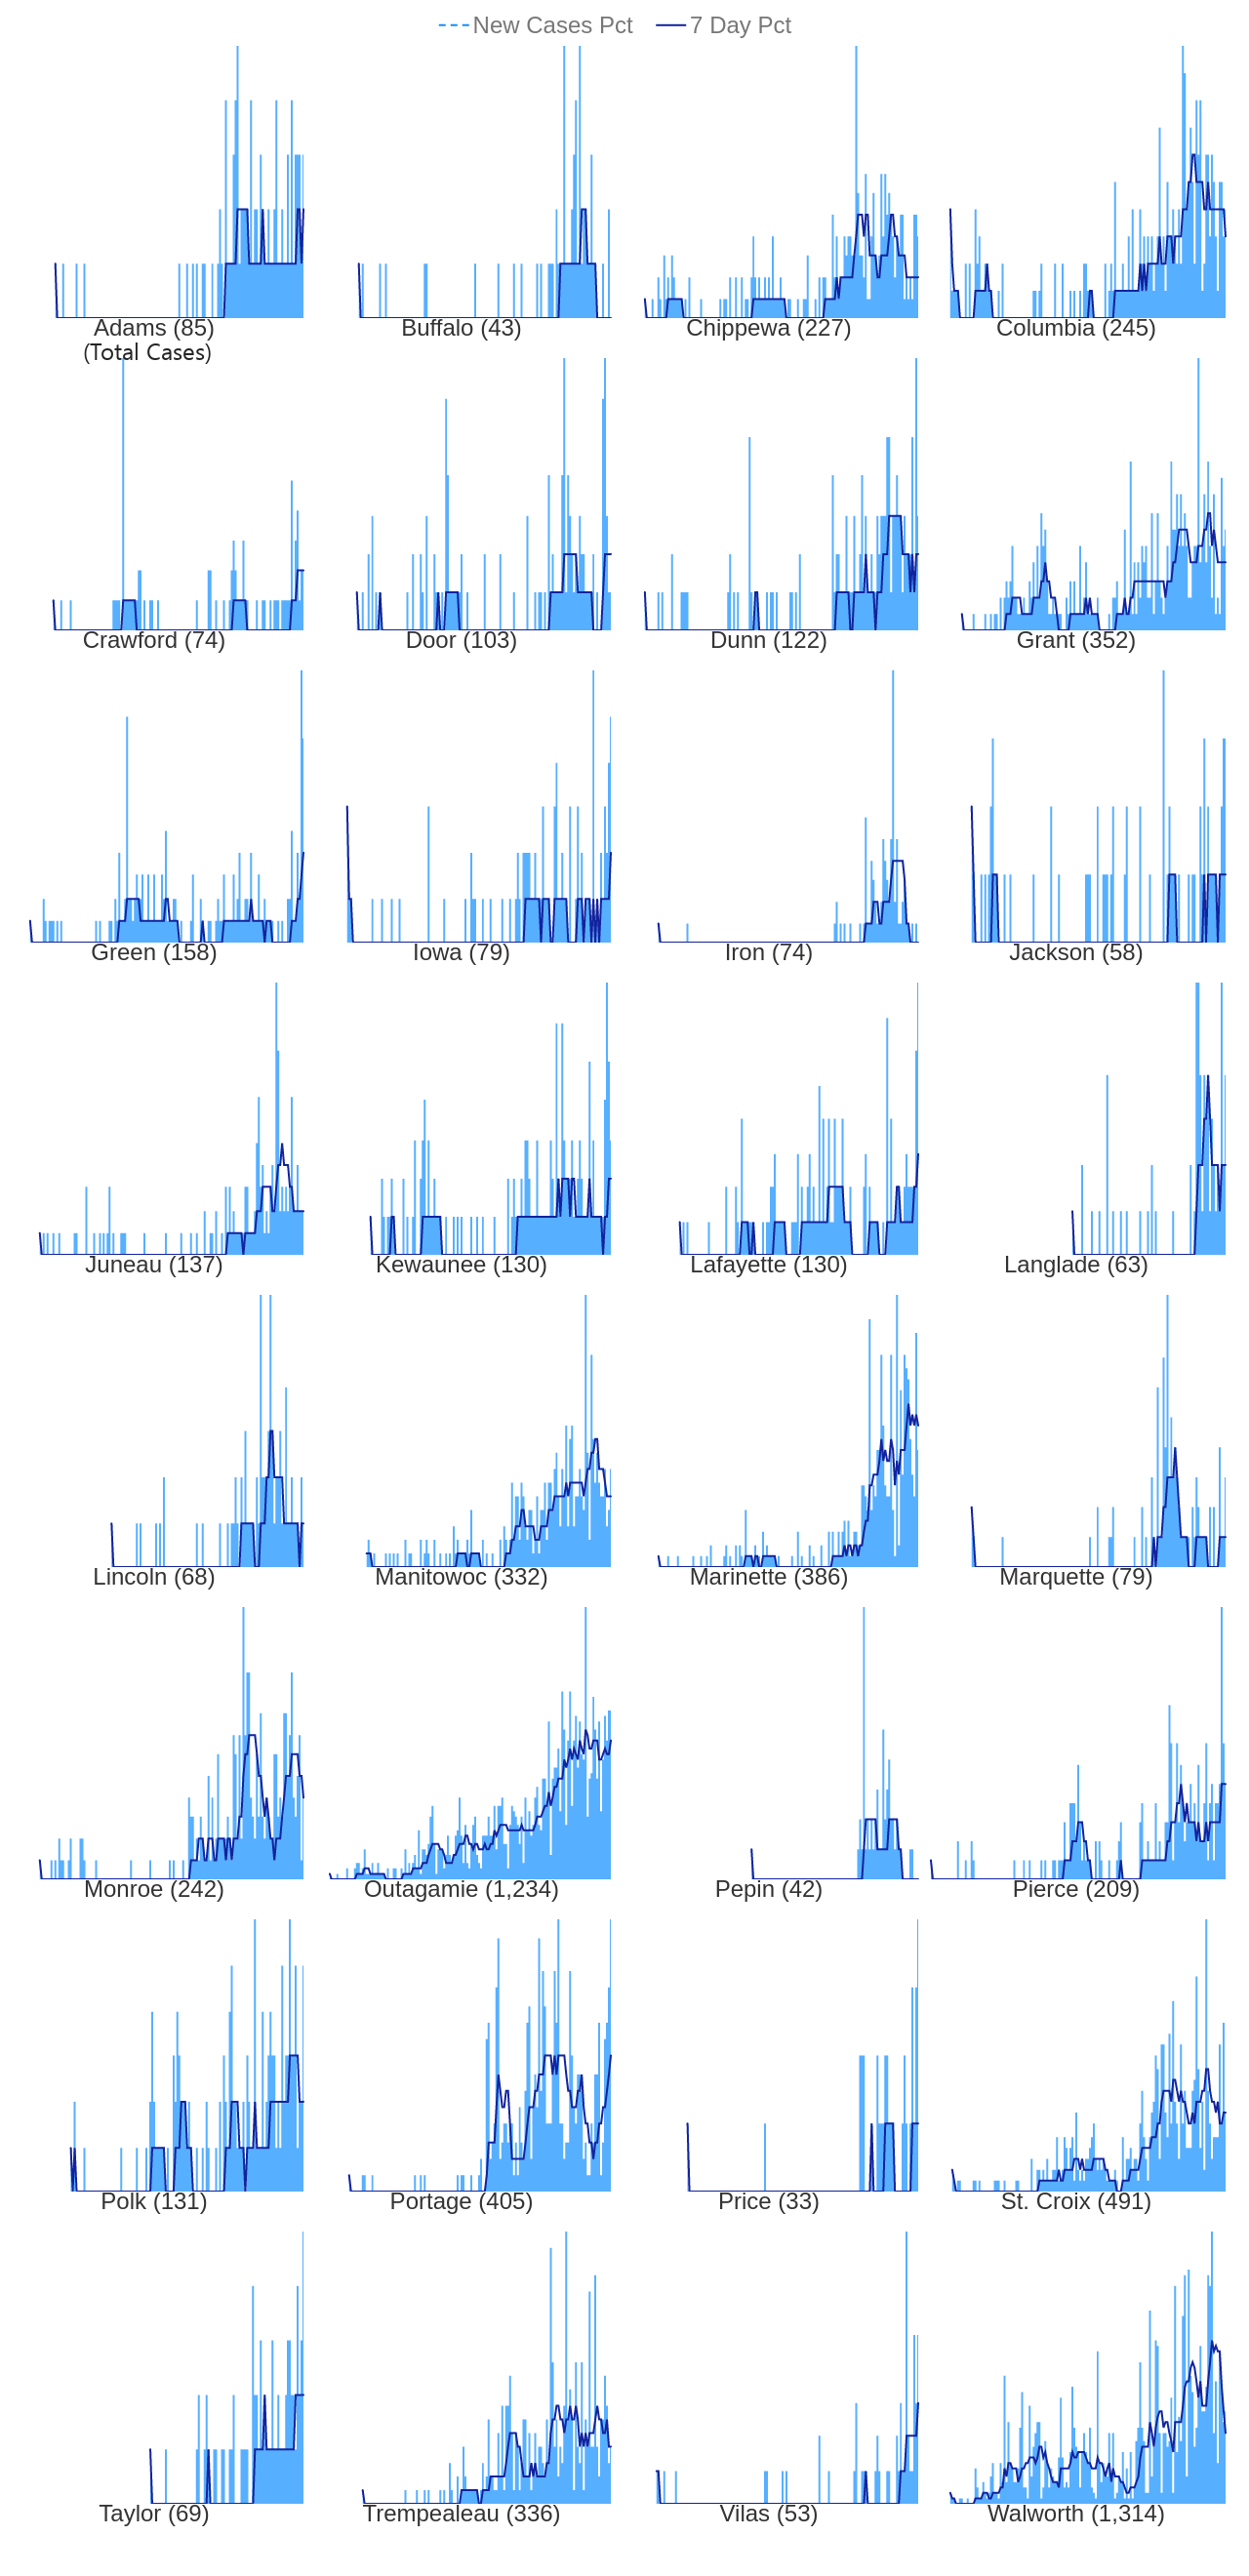 New Cases Pct 7 Day Pct
Adams (85) Buffalo (43) Chippewa (227) Columbia (245)
(Total Cases)
Crawford (74) Door (103) Dunn (122) Grant (352)
Green (158) Iowa (79) Iron (74) Jackson (58)
Juneau (137) Kewaunee (130) Lafayette (130) Langlade (63)
Lincoln (68) Manitowoc (332) Marinette (386) Marquette (79)
Monroe (242) Outagamie (1,234) Pepin (42) Pierce (209)
Polk (131) Portage (405) Price (33) St. Croix (491)
Taylor (69) Trempealeau (336) Vilas (53) Walworth (1,314)